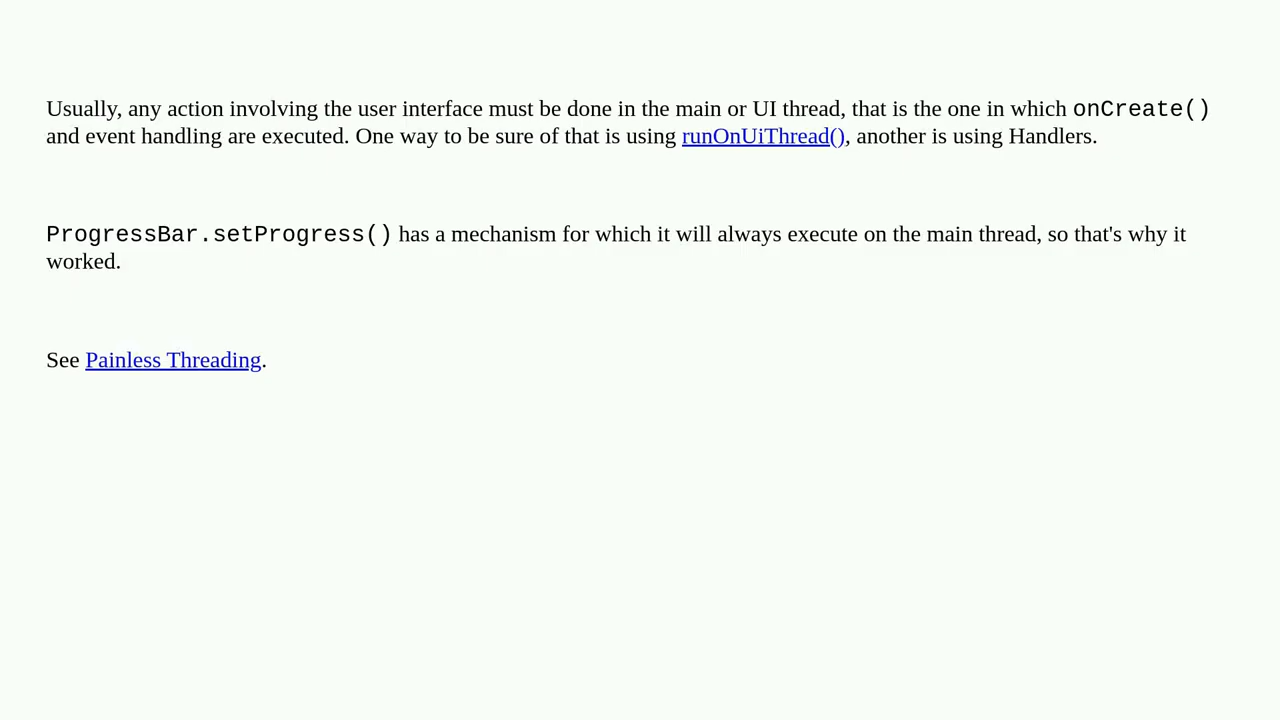 Usually, any action involving the user interface must be done in the main or UI thread, that is the one in which onCreate()
and event handling are executed. One way to be sure of that is using runOnUiThread(), another is using Handlers.
ProgressBar.setProgress() has a mechanism for which it will always execute on the main thread, so that's why it
worked.
See Painless Threading.